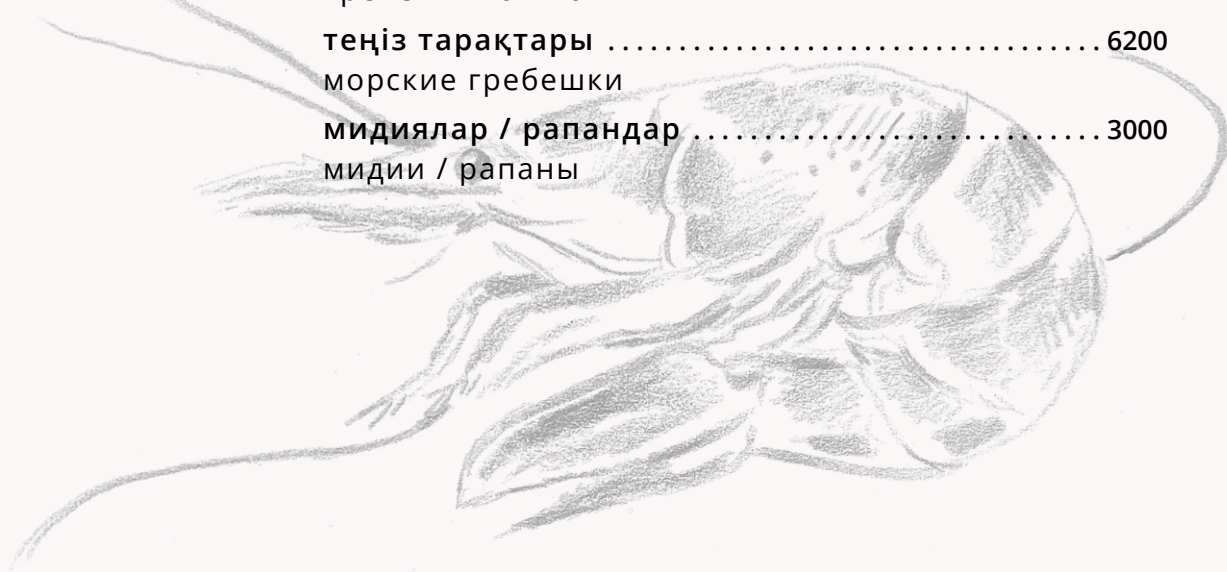 теңіз тарақтары ................................... 6200
морские гребешки
мидиялар / рапандар ............................. 3000
мидии / рапаны